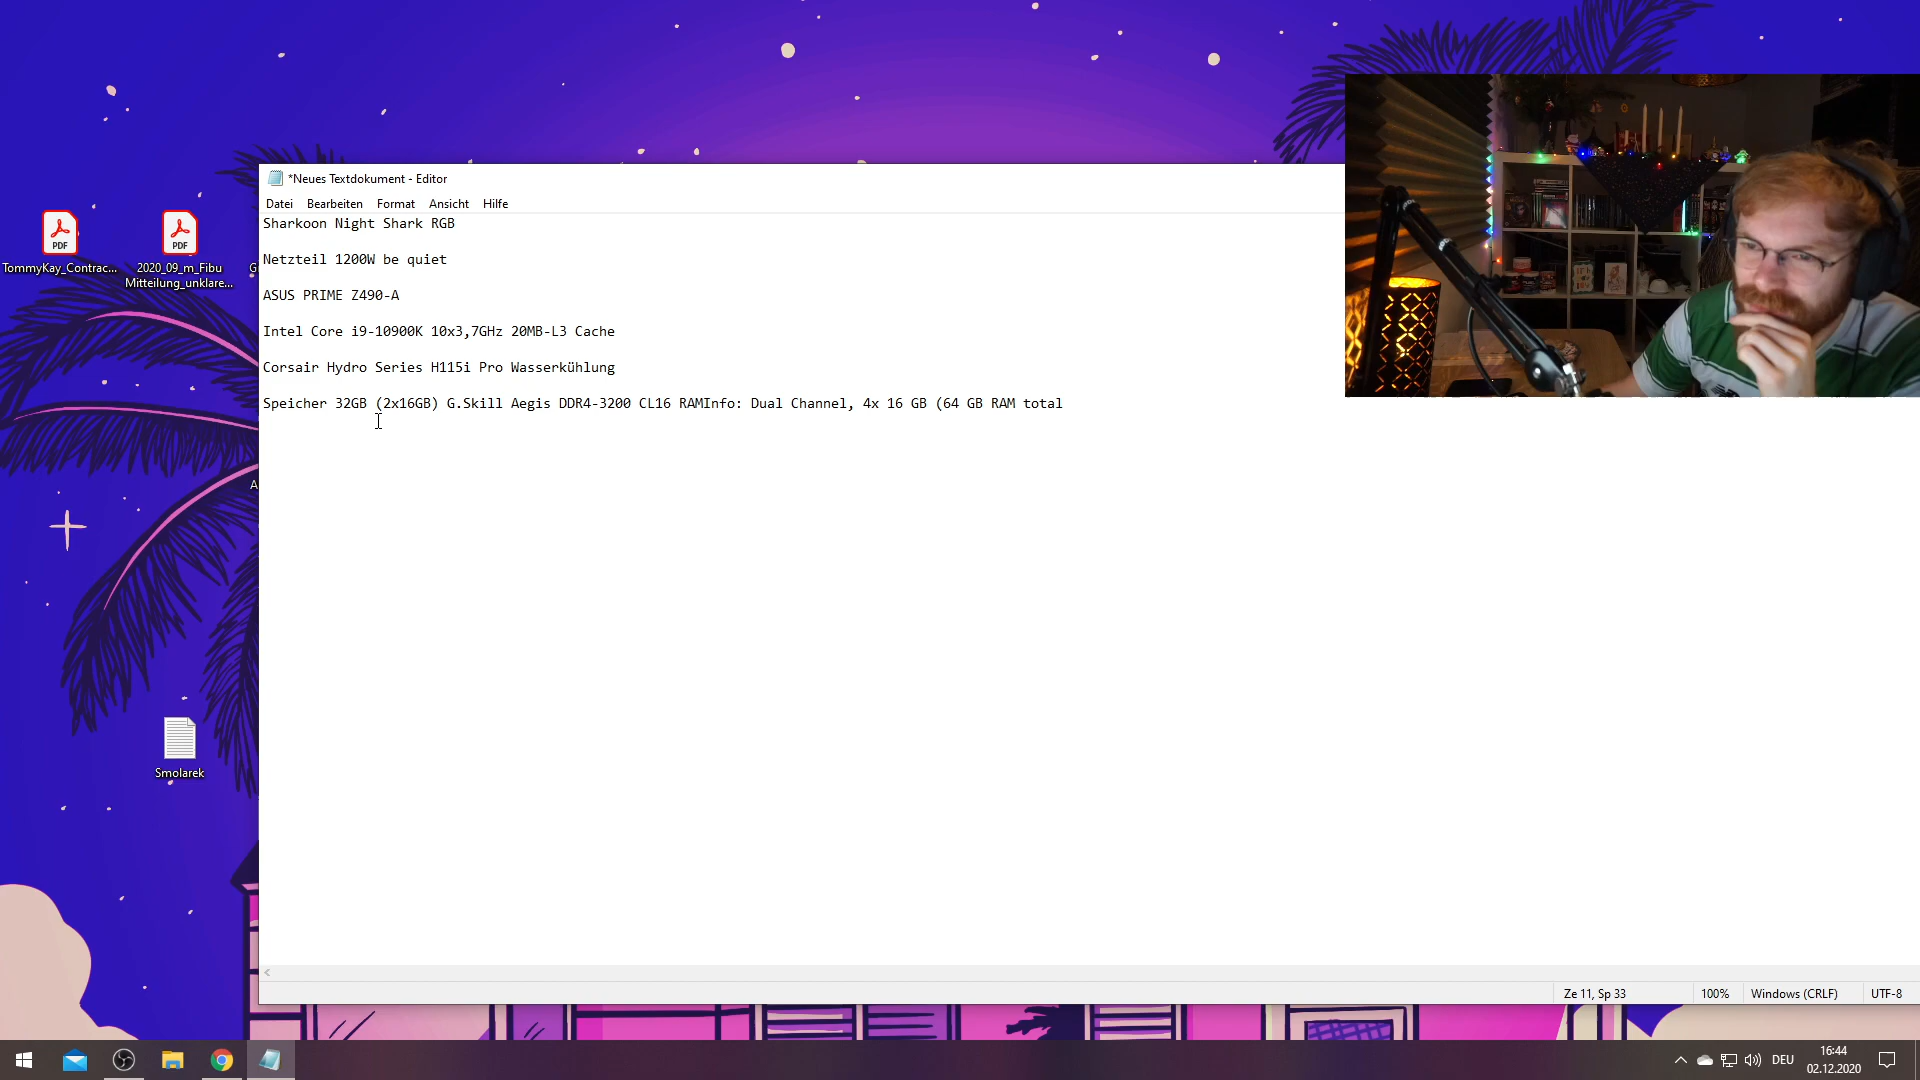 *Neues Textdokument - Editor
Datei Bearbeiten Format Ansicht Hilfe
Sharkoon Night Shark RGB
Netzteil 1200W be quiet
ASUS PRIME Z490-A
Intel Core i9-10900K 10x3,7GHz 20MB-L3 Cache
Corsair Hydro Series H115i Pro Wasserkühlung
Speicher 32GB (2x16GB) G.Skill Aegis DDR4-3200 CL16 RAMInfo: Dual Channel, 4x 16 GB (64 GB RAM total
PDF
TommyKay_Contrac...
PDF
2020_09_m_Fibu
Mitteilung_unklare...
G
A
Smolarek
RØDE
Ze 11, Sp 33
100%
Windows (CRLF)
UTF-8
DEU
16:44
02.12.2020